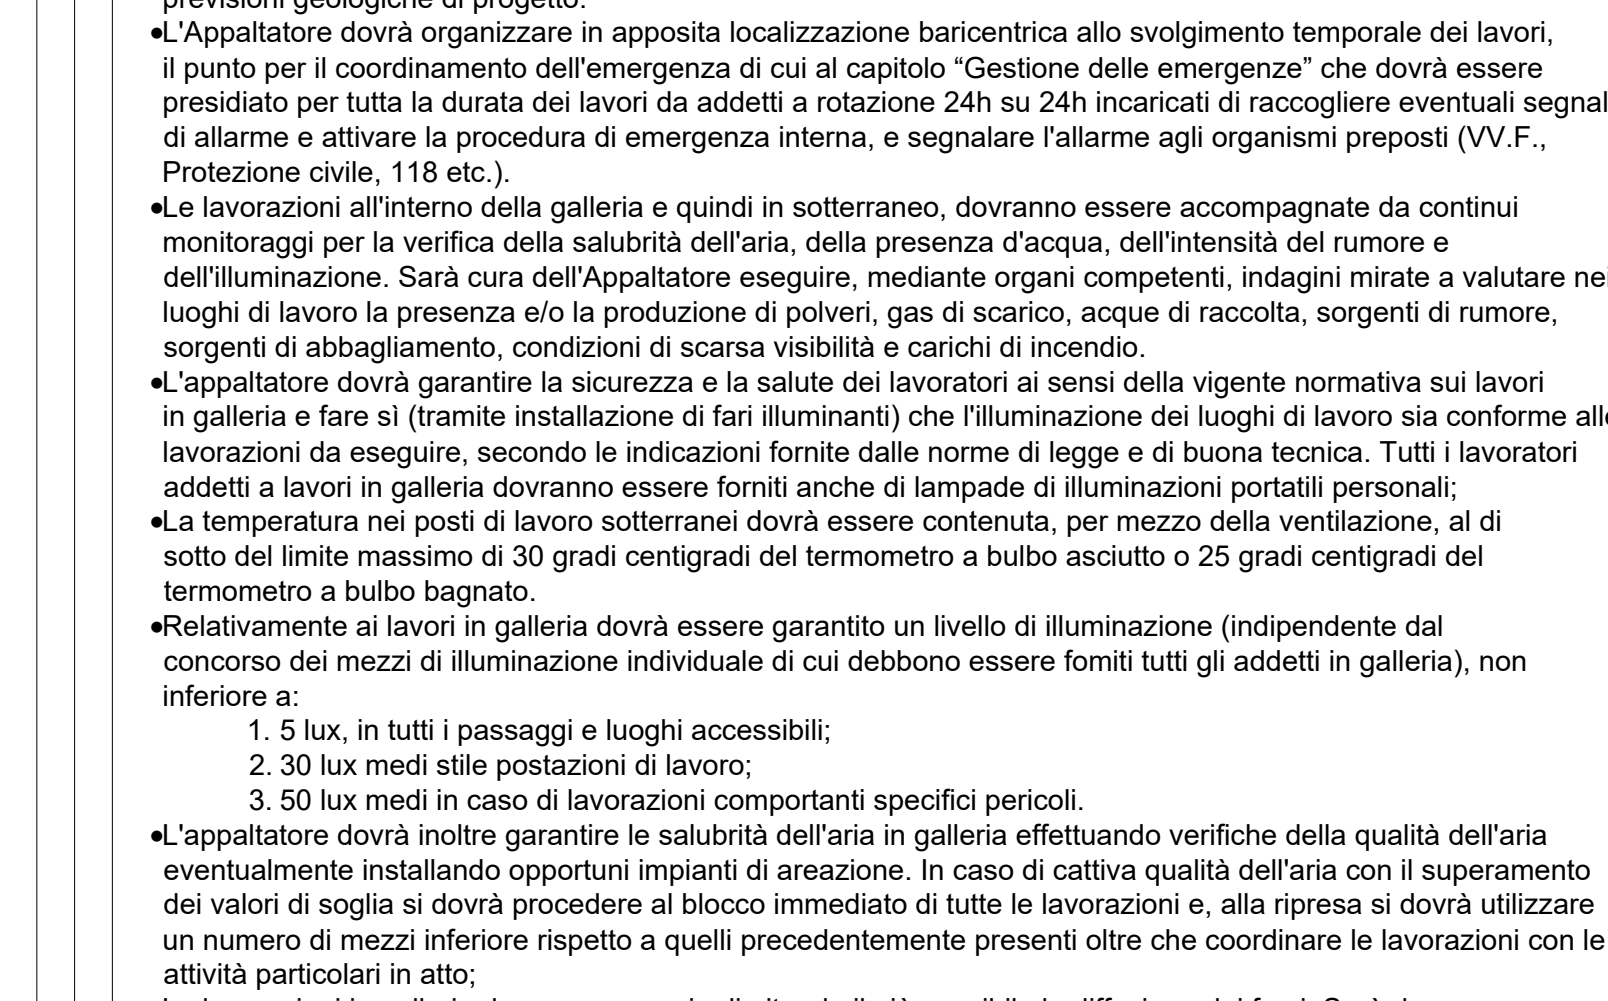 previsioni geologiche di progetto.
•L'Appaltatore dovrà organizzare in apposita localizzazione baricentrica allo svolgimento temporale dei lavori,
il punto per il coordinamento dell'emergenza di cui al capitolo “Gestione delle emergenze” che dovrà essere
presidiato per tutta la durata dei lavori da addetti a rotazione 24h su 24h incaricati di raccogliere eventuali segnal
di allarme e attivare la procedura di emergenza interna, e segnalare l'allarme agli organismi preposti (VV.F.,
Protezione civile, 118 etc.).
•Le lavorazioni all'interno della galleria e quindi in sotterraneo, dovranno essere accompagnate da continui
monitoraggi per la verifica della salubrità dell'aria, della presenza d'acqua, dell'intensità del rumore e
dell'illuminazione. Sarà cura dell'Appaltatore eseguire, mediante organi competenti, indagini mirate a valutare nei
luoghi di lavoro la presenza e/o la produzione di polveri, gas di scarico, acque di raccolta, sorgenti di rumore,
sorgenti di abbagliamento, condizioni di scarsa visibilità e carichi di incendio.
•L'appaltatore dovrà garantire la sicurezza e la salute dei lavoratori ai sensi della vigente normativa sui lavori
in galleria e fare sì (tramite installazione di fari illuminanti) che l'illuminazione dei luoghi di lavoro sia conforme alle
lavorazioni da eseguire, secondo le indicazioni fornite dalle norme di legge e di buona tecnica. Tutti i lavoratori
addetti a lavori in galleria dovranno essere forniti anche di lampade di illuminazioni portatili personali;
•La temperatura nei posti di lavoro sotterranei dovrà essere contenuta, per mezzo della ventilazione, al di
sotto del limite massimo di 30 gradi centigradi del termometro a bulbo asciutto o 25 gradi centigradi del
termometro a bulbo bagnato.
•Relativamente ai lavori in galleria dovrà essere garantito un livello di illuminazione (indipendente dal
concorso dei mezzi di illuminazione individuale di cui debbono essere fomiti tutti gli addetti in galleria), non
inferiore a:
1. 5 lux, in tutti i passaggi e luoghi accessibili;
2. 30 lux medi stile postazioni di lavoro;
3. 50 lux medi in caso di lavorazioni comportanti specifici pericoli.
•L'appaltatore dovrà inoltre garantire le salubrità dell'aria in galleria effettuando verifiche della qualità dell'aria
eventualmente installando opportuni impianti di areazione. In caso di cattiva qualità dell'aria con il superamento
dei valori di soglia si dovrà procedere al blocco immediato di tutte le lavorazioni e, alla ripresa si dovrà utilizzare
un numero di mezzi inferiore rispetto a quelli precedentemente presenti oltre che coordinare le lavorazioni con le
attività particolari in atto;